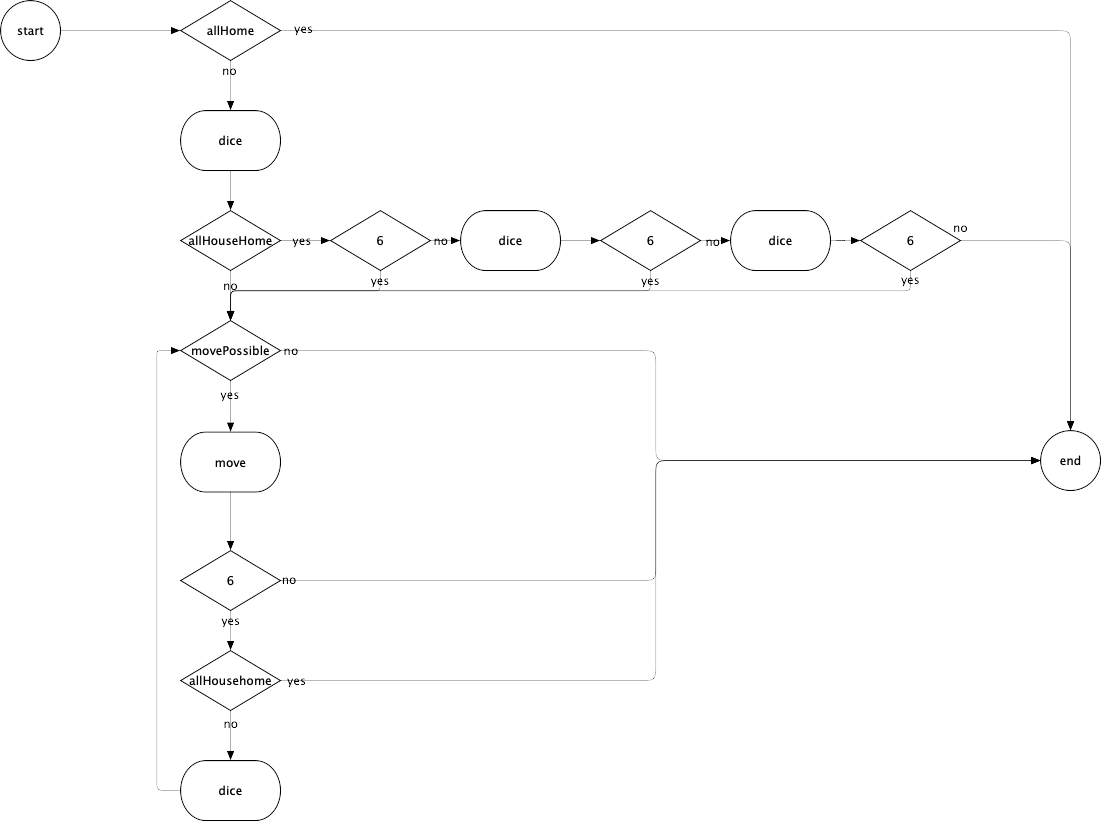 start
allHome
yes
no
dice
allHouseHome
yes
6
no
dice
6
no
dice
6
no
no
yes
yes
yes
movePossible
no
yes
move
6
no
yes
allHousehome
yes
no
dice
end